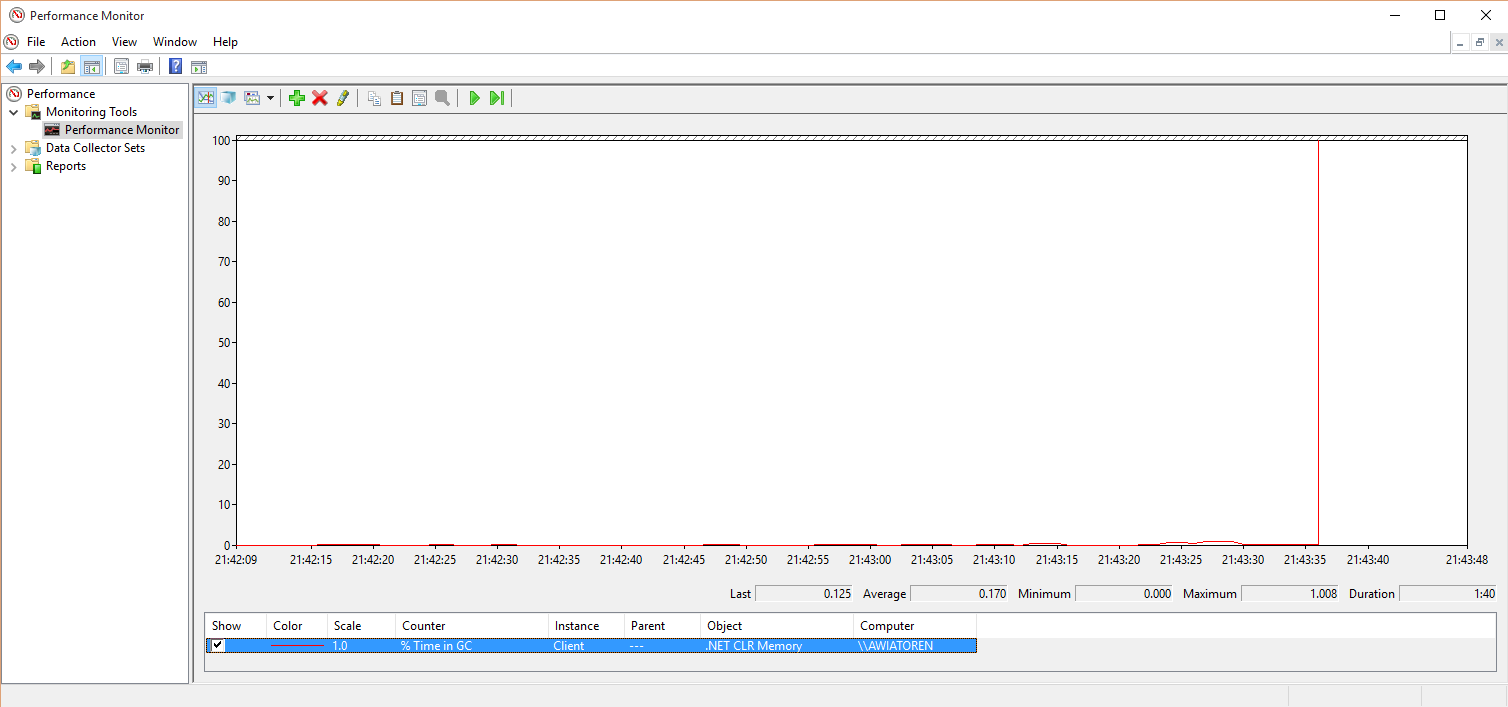 Performance Monitor
File Action View Window Help
Performance
Monitoring Tools
Performance Monitor
Data Collector Sets
Reports
100
90
80
70
60
50
40
30
20
10
0
21:42:09 21:42:15 21:42:20 21:42:25 21:42:30 21:42:35 21:42:40 21:42:45 21:42:50 21:42:55 21:43:00 21:43:05 21:43:10 21:43:15 21:43:20 21:43:25 21:43:30 21:43:35 21:43:40 21:43:48
Last 0.125 Average 0.170 Minimum 0.000 Maximum 1.008 Duration 1:40
Show Color Scale Counter Instance Parent Object Computer
1.0 % Time in GC Client --- .NET CLR Memory \\AWIATOREN